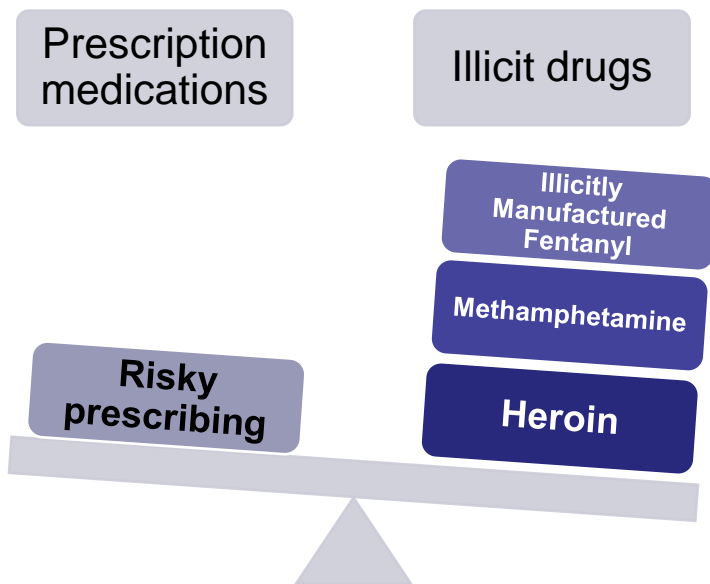 Prescription
medications
Illicit drugs
Illicitly
Manufactured
Fentanyl
Methamphetamine
Risky
prescribing
Heroin